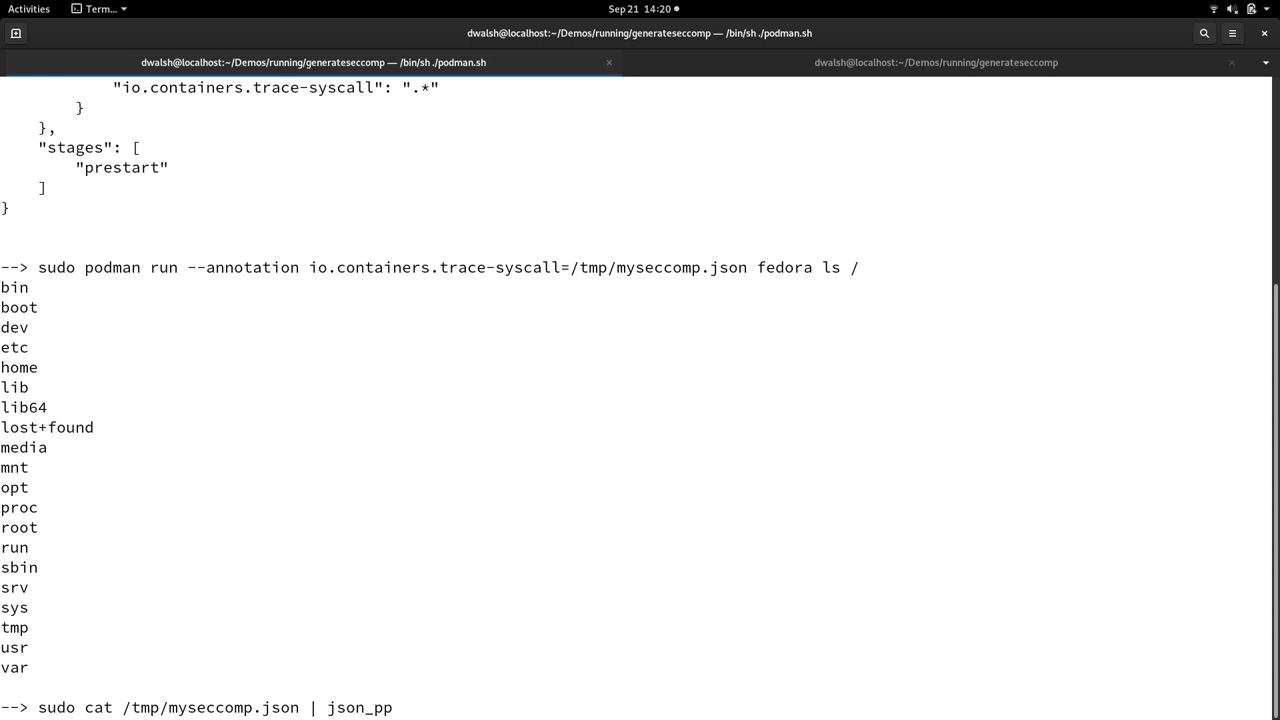 Activities
Term...
Sep 21 14:20
dwalsh@localhost:~/Demos/running/generateseccomp — /bin/sh ./podman.sh
dwalsh@localhost:~/Demos/running/generateseccomp — /bin/sh ./podman.sh
dwalsh@localhost:~/Demos/running/generateseccomp
            "io.containers.trace-syscall": ".*"
        }
    },
    "stages": [
        "prestart"
    ]
}
--> sudo podman run --annotation io.containers.trace-syscall=/tmp/myseccomp.json fedora ls /
bin
boot
dev
etc
home
lib
lib64
lost+found
media
mnt
opt
proc
root
run
sbin
srv
sys
tmp
usr
var
--> sudo cat /tmp/myseccomp.json | json_pp